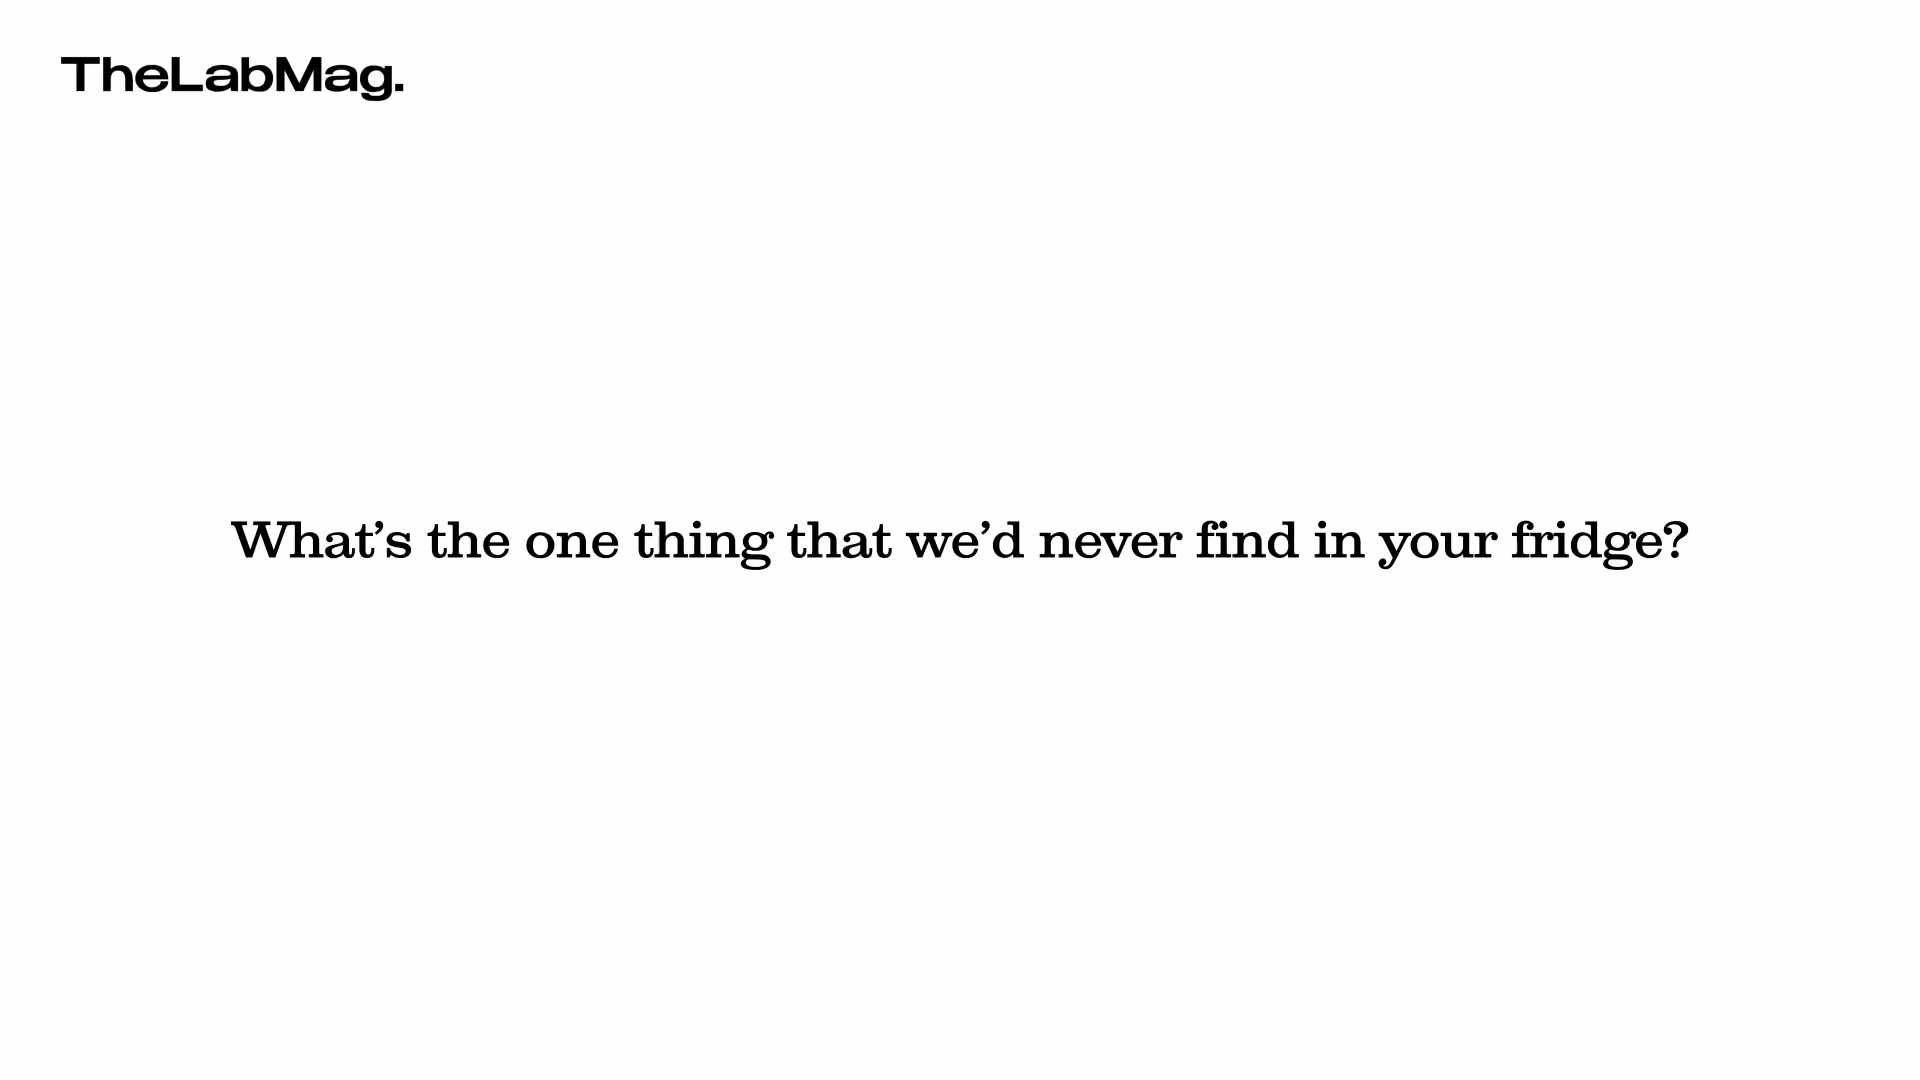 TheLabMag.
What’s the one thing that we’d never find in your fridge?